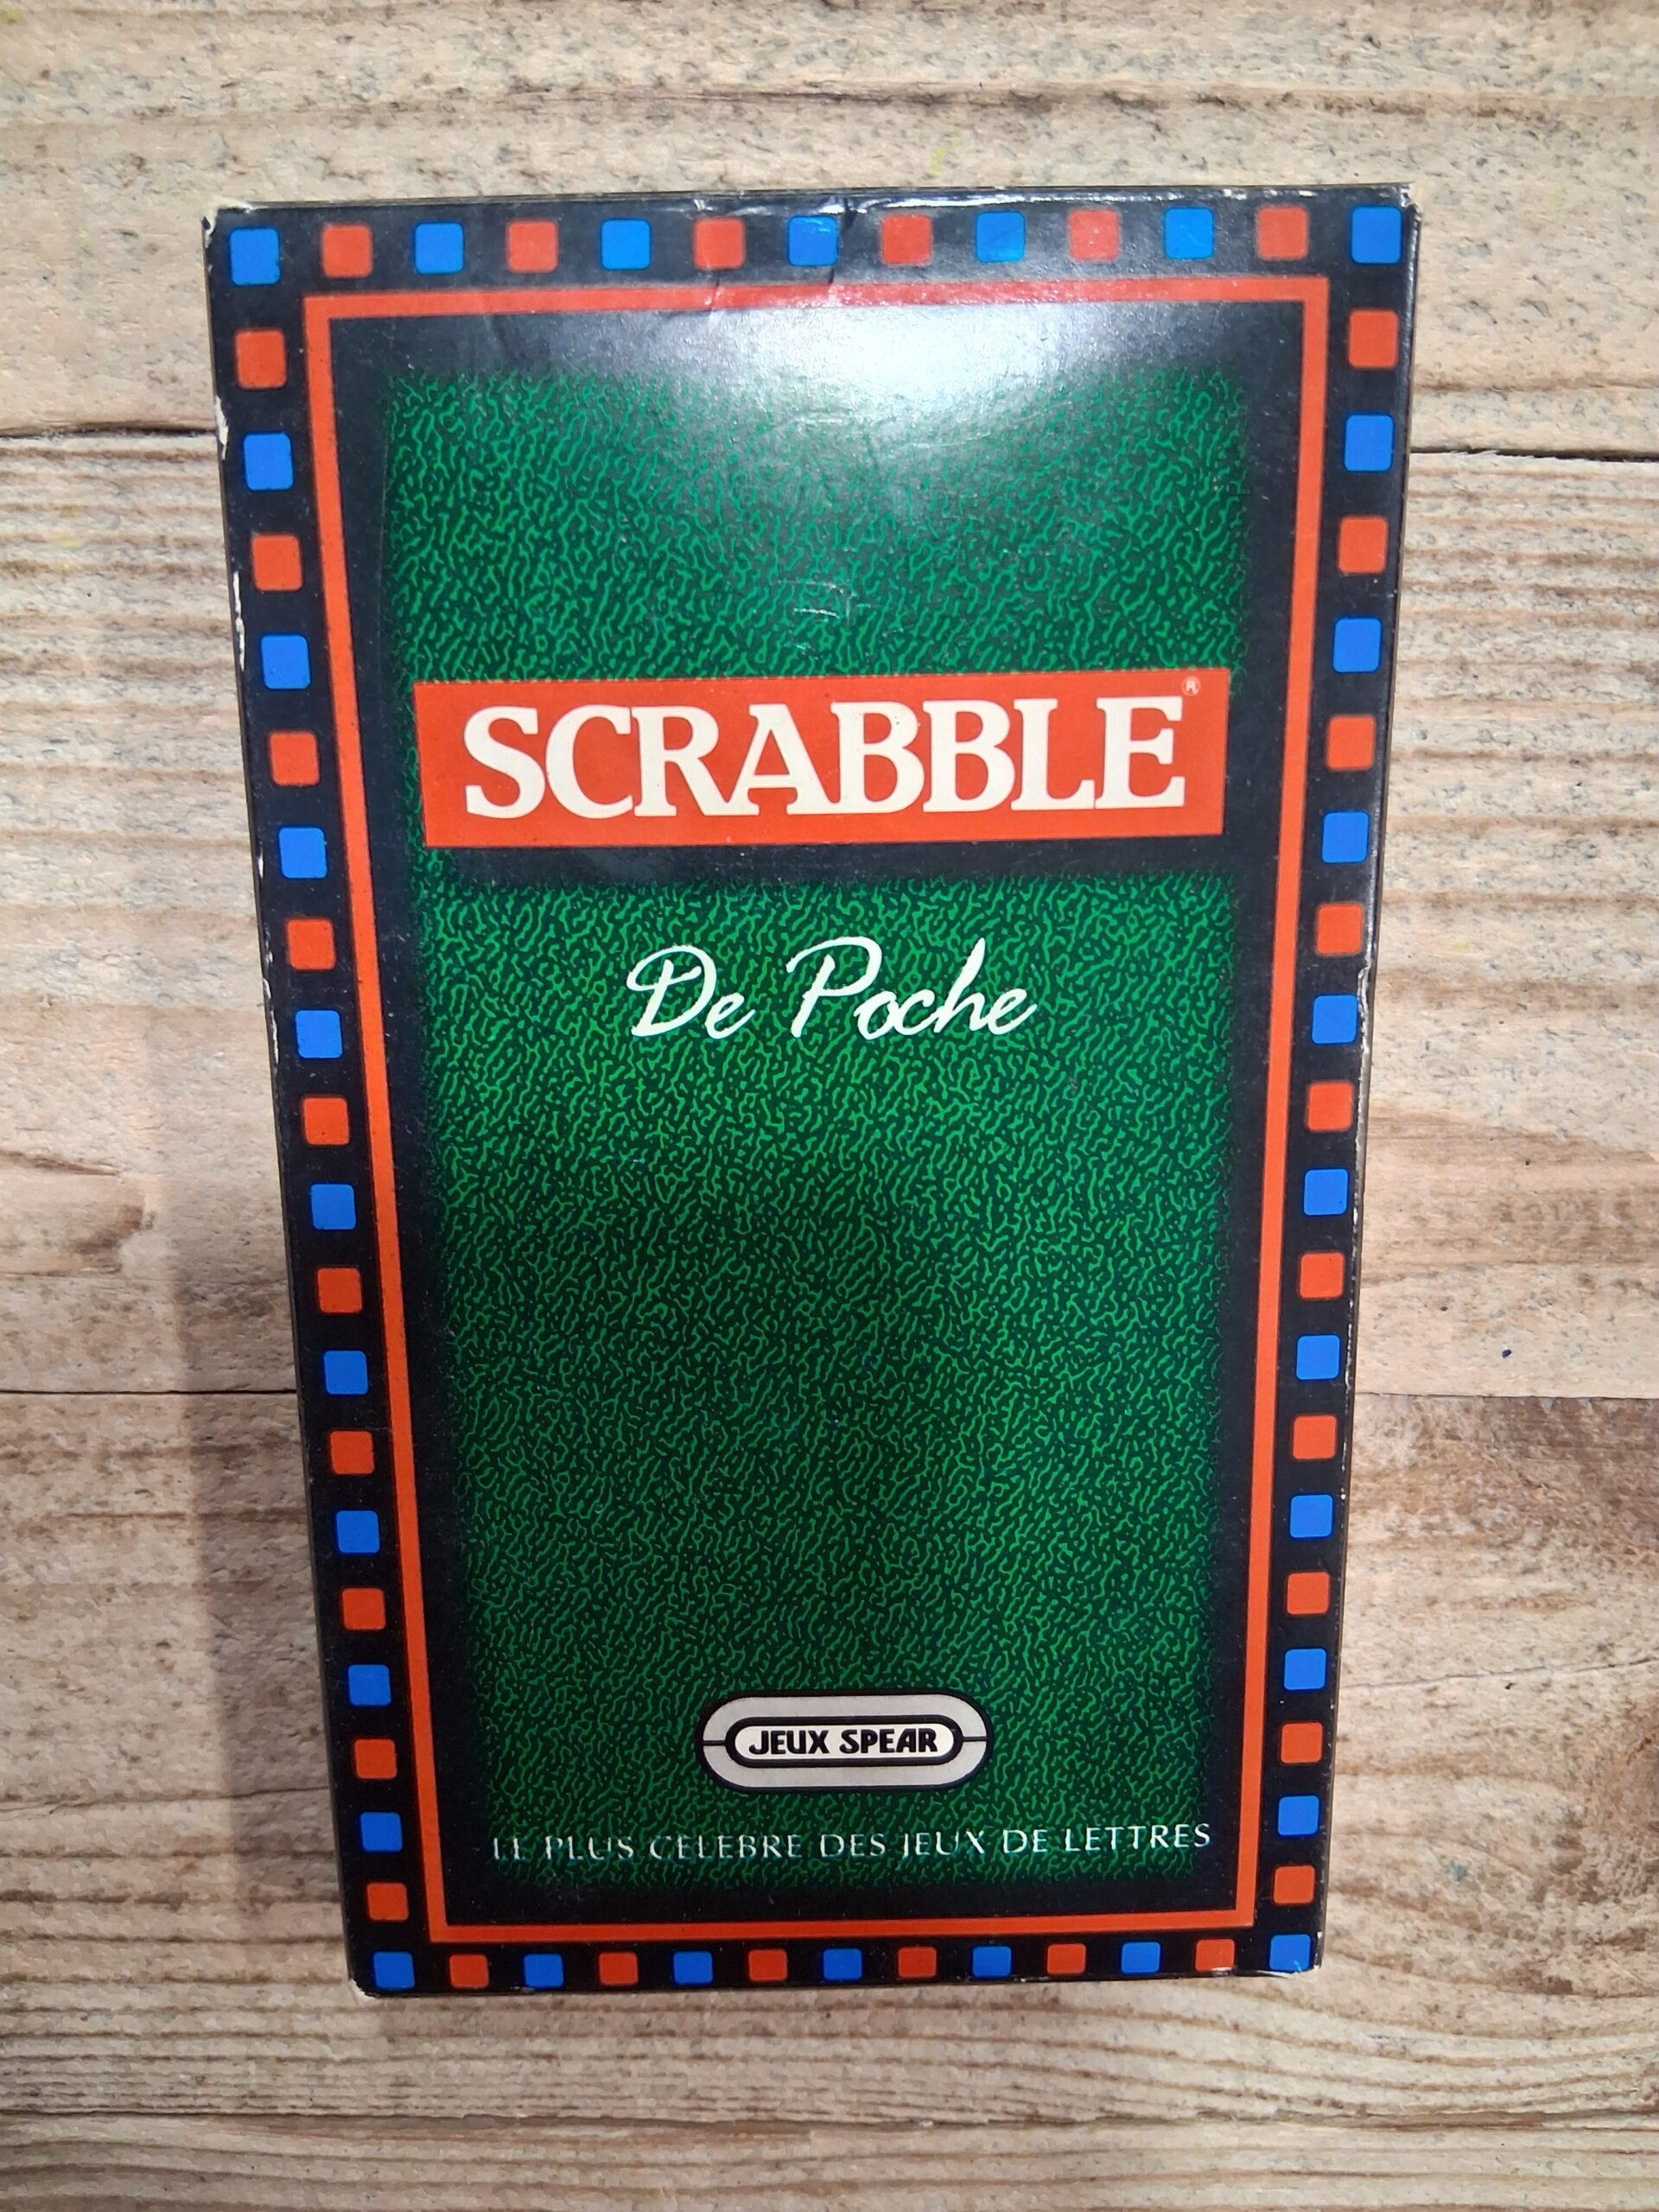 SCRABBLE®
De Poche
JEUX SPEAR
LE PLUS CELEBRE DES JEUX DE LETTRES